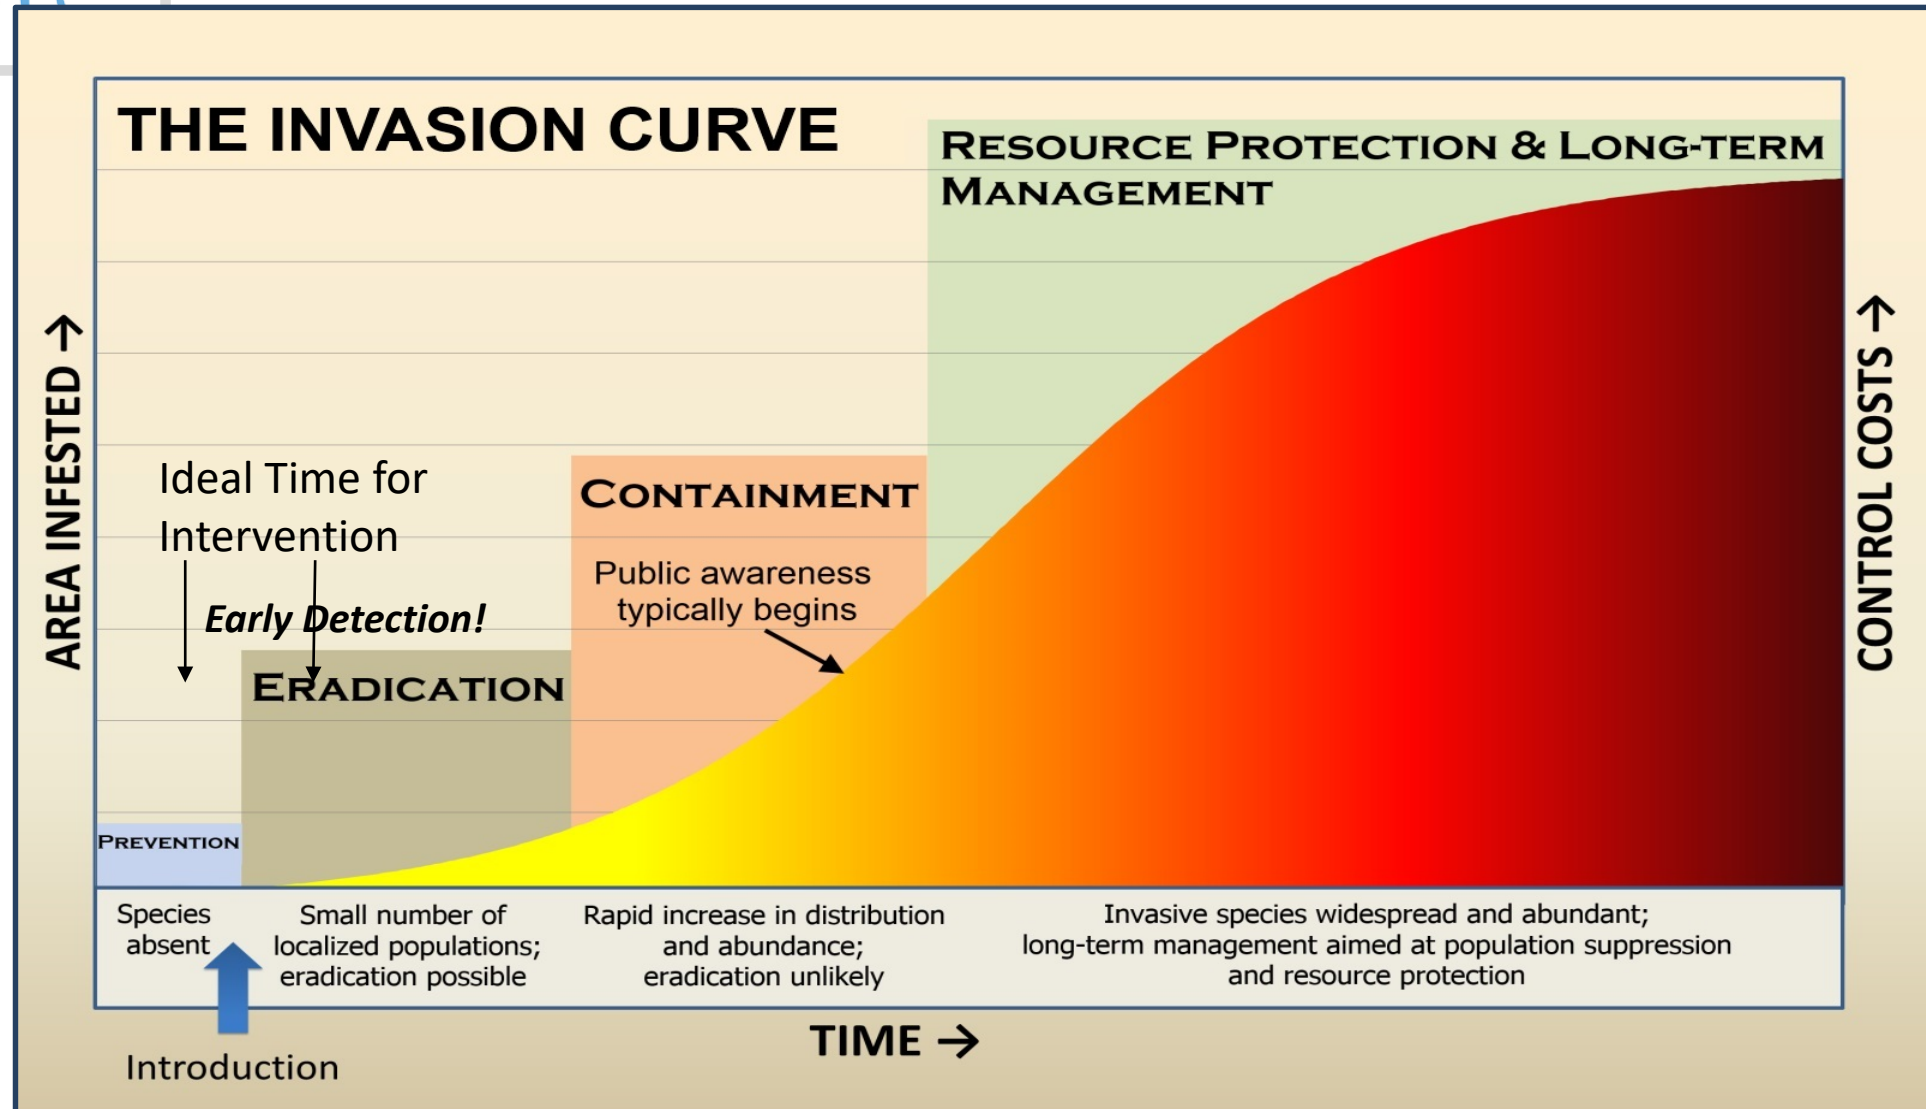 THE INVASION CURVE
RESOURCE PROTECTION & LONG-TERM
MANAGEMENT
AREA INFESTED →
CONTROL COSTS →
Ideal Time for
Intervention
Early Detection!
CONTAINMENT
Public awareness
typically begins
ERADICATION
PREVENTION
Species
absent
Small number of
localized populations;
eradication possible
Rapid increase in distribution
and abundance;
eradication unlikely
Invasive species widespread and abundant;
long-term management aimed at population suppression
and resource protection
TIME →
Introduction